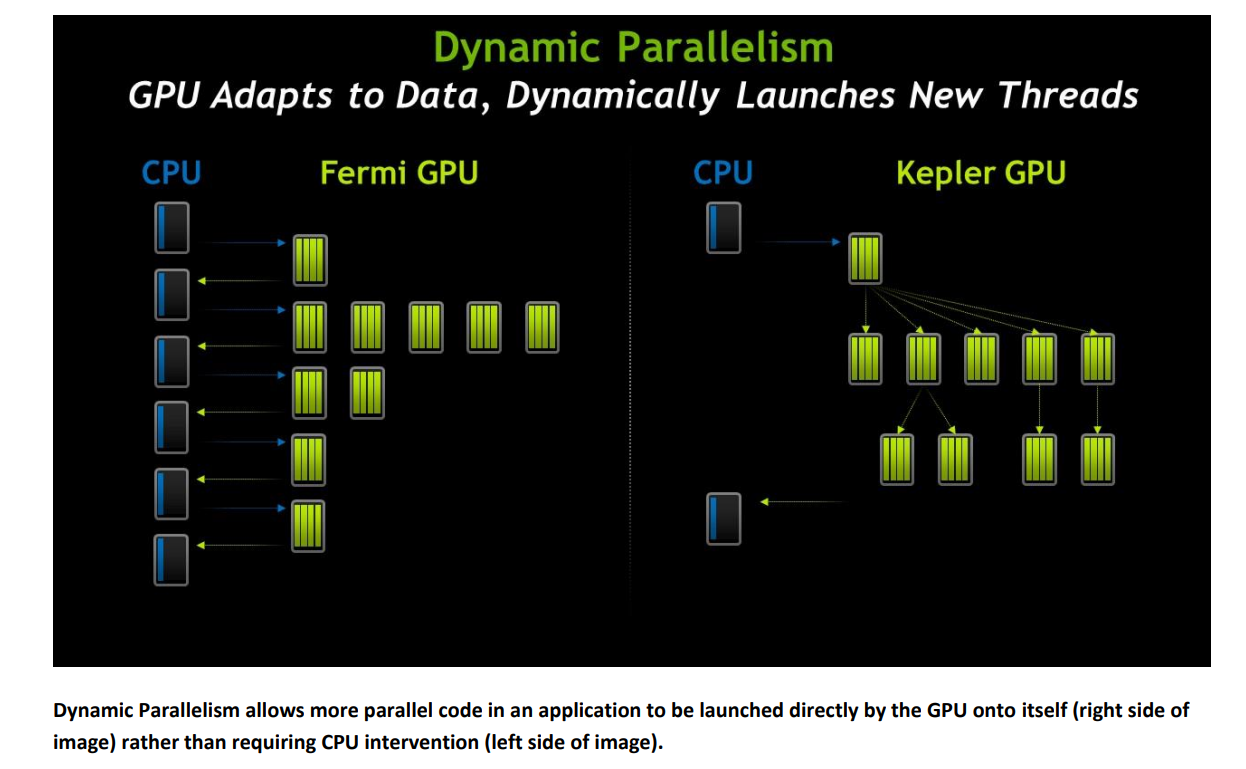 Dynamic Parallelism
GPU Adapts to Data, Dynamically Launches New Threads
CPU
Fermi GPU
CPU
Kepler GPU
Dynamic Parallelism allows more parallel code in an application to be launched directly by the GPU onto itself (right side of
image) rather than requiring CPU intervention (left side of image).